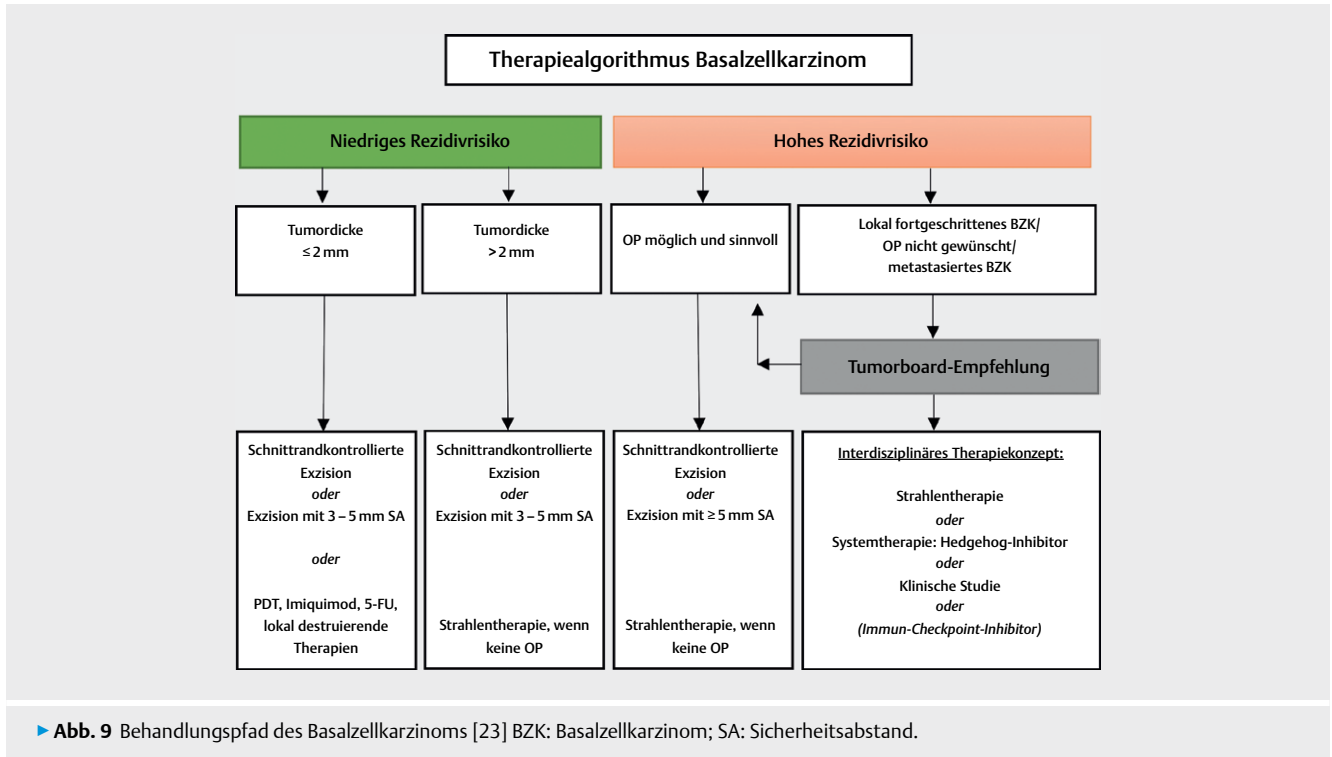 Therapiealgorithmus Basalzellkarzinom
Niedriges Rezidivrisiko
Hohes Rezidivrisiko
Tumordicke
≤ 2 mm
Tumordicke
> 2 mm
OP möglich und sinnvoll
Lokal fortgeschrittenes BZK/
OP nicht gewünscht/
metastasiertes BZK
Tumorboard-Empfehlung
Schnittrandkontrollierte
Exzision
oder
Exzision mit 3 – 5 mm SA
oder
PDT, Imiquimod, 5-FU,
lokal destruierende
Therapien
Schnittrandkontrollierte
Exzision
oder
Exzision mit 3 – 5 mm SA
Strahlentherapie, wenn
keine OP
Schnittrandkontrollierte
Exzision
oder
Exzision mit ≥ 5 mm SA
Strahlentherapie, wenn
keine OP
Interdisziplinäres Therapiekonzept:
Strahlentherapie
oder
Systemtherapie: Hedgehog-Inhibitor
oder
Klinische Studie
oder
(Immun-Checkpoint-Inhibitor)
▶ Abb. 9 Behandlungspfad des Basalzellkarzinoms [23] BZK: Basalzellkarzinom; SA: Sicherheitsabstand.